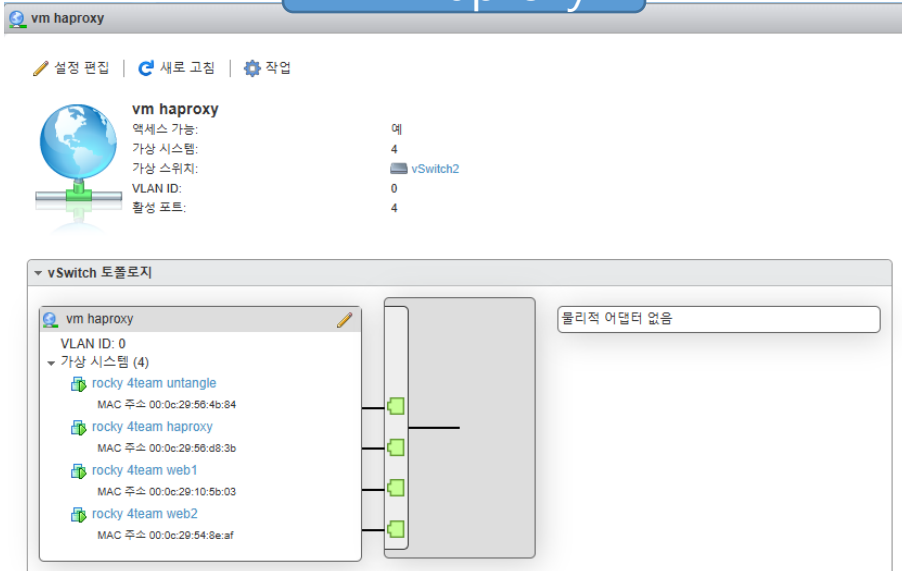 vm haproxy
설정 편집 | 새로 고침 | 작업
vm haproxy
액세스 가능: 예
가상 시스템: 4
가상 스위치: vSwitch2
VLAN ID: 0
활성 포트: 4
vSwitch 토폴로지
vm haproxy
VLAN ID: 0
가상 시스템 (4)
rocky 4team untangle
MAC 주소 00:0c:29:56:4b:84
rocky 4team haproxy
MAC 주소 00:0c:29:56:d8:3b
rocky 4team web1
MAC 주소 00:0c:29:10:5b:03
rocky 4team web2
MAC 주소 00:0c:29:54:8e:af
물리적 어댑터 없음